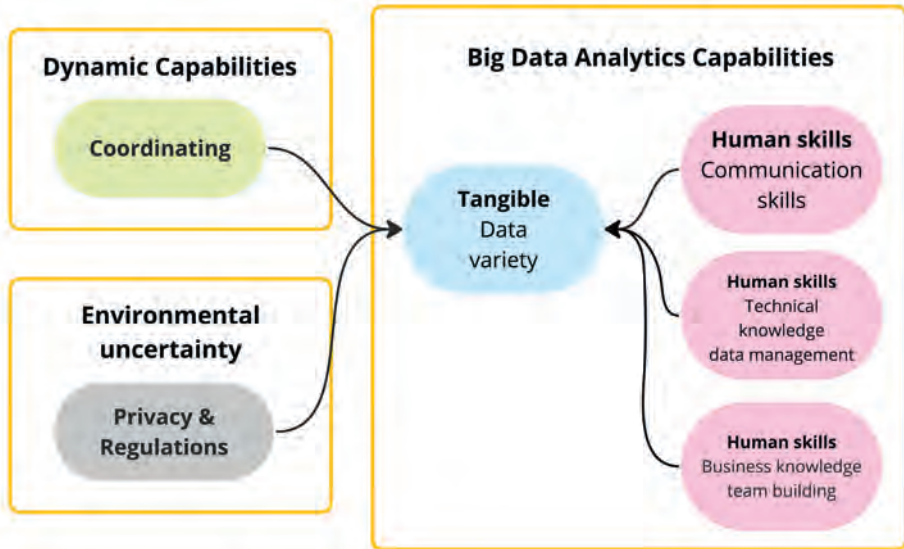 Dynamic Capabilities
Coordinating
Environmental
uncertainty
Privacy &
Regulations
Big Data Analytics Capabilities
Tangible
Data
variety
Human skills
Communication
skills
Human skills
Technical
knowledge
data management
Human skills
Business knowledge
team building